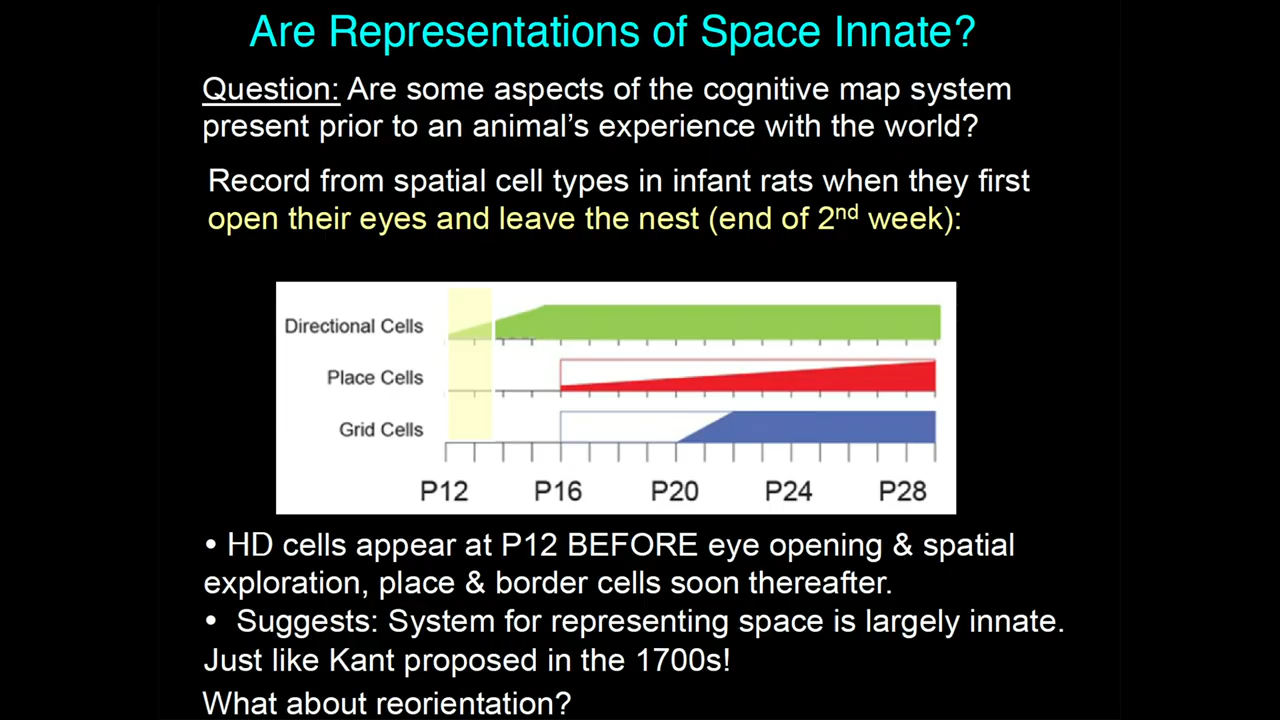 Are Representations of Space Innate?
Question: Are some aspects of the cognitive map system
present prior to an animal's experience with the world?
Record from spatial cell types in infant rats when they first
open their eyes and leave the nest (end of 2nd week):
Directional Cells
Place Cells
Grid Cells
P12 P16 P20 P24 P28
• HD cells appear at P12 BEFORE eye opening & spatial
exploration, place & border cells soon thereafter.
• Suggests: System for representing space is largely innate.
Just like Kant proposed in the 1700s!
What about reorientation?